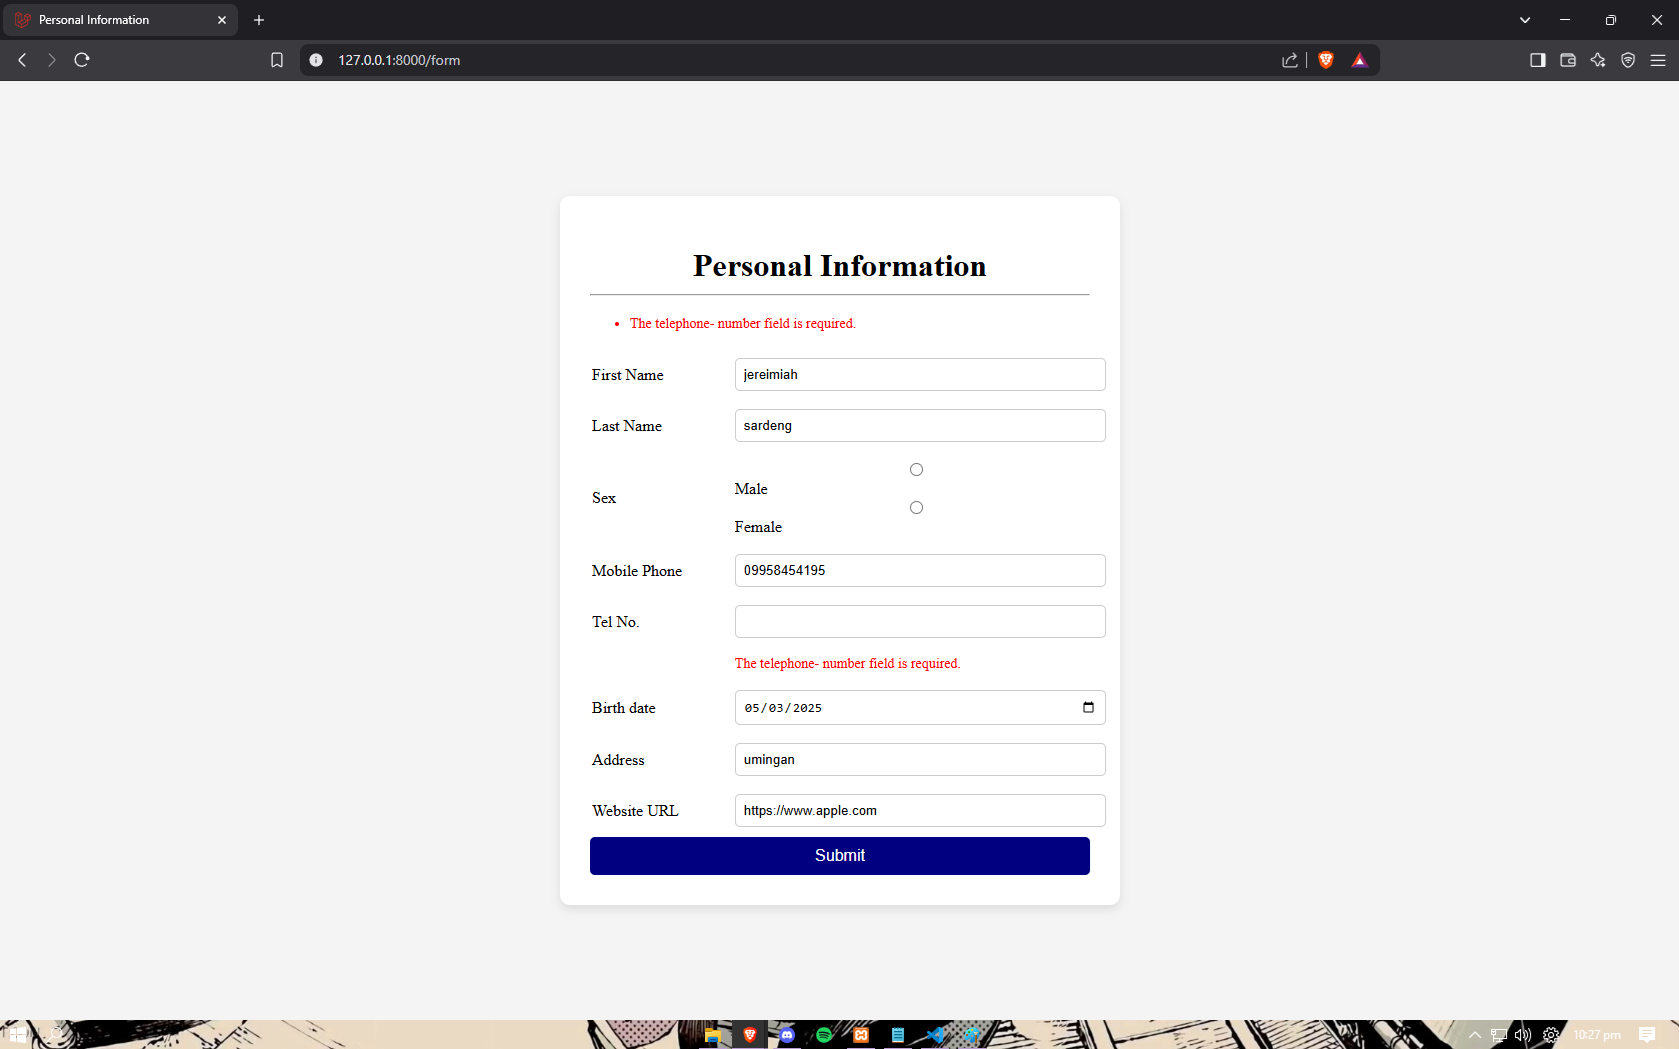 Personal Information
127.0.0.1:8000/form
Personal Information
The telephone- number field is required.
First Name
jereimiah
Last Name
sardeng
Sex
Male
Female
Mobile Phone
09958454195
Tel No.
The telephone- number field is required.
Birth date
05/03/2025
Address
umingan
Website URL
https://www.apple.com
Submit
10:27 pm